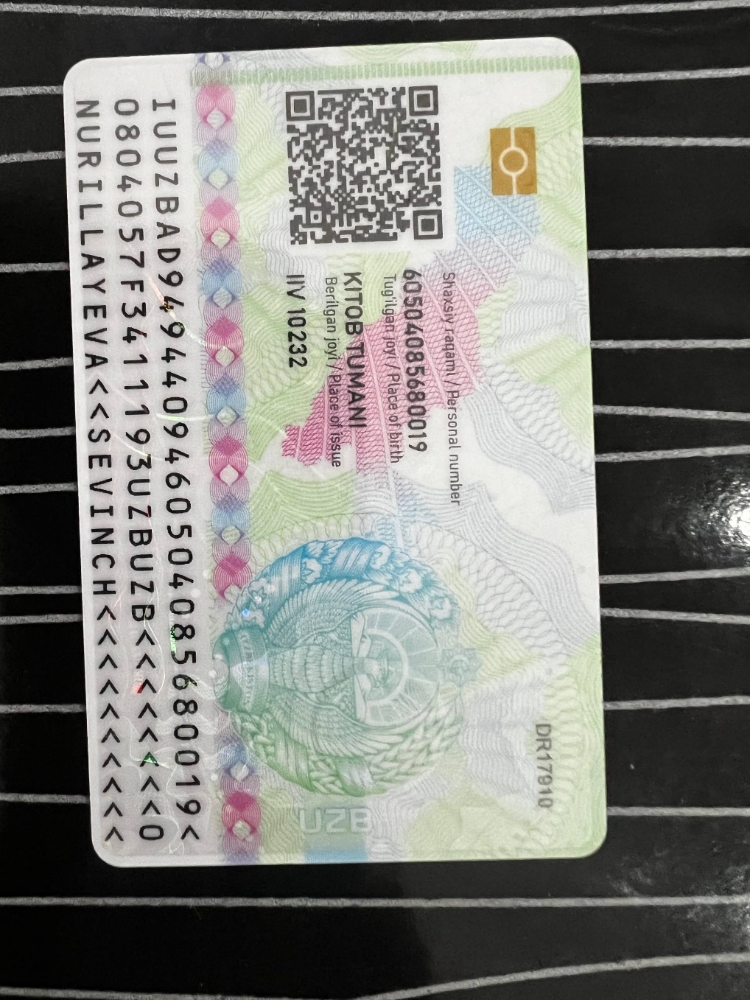 DR17910
Shaxsiy raqami / Personal number
60504085680019
Tug'ilgan joyi / Place of birth
KITOB TUMANI
Berilgan joyi / Place of issue
IIV 10232
UZB
IUUZBAD9494409460504085680019<
0804057F3411193UZBUZB<<<<<<<<0
NURILLAYEVA<<SEVINCH<<<<<<<<<<